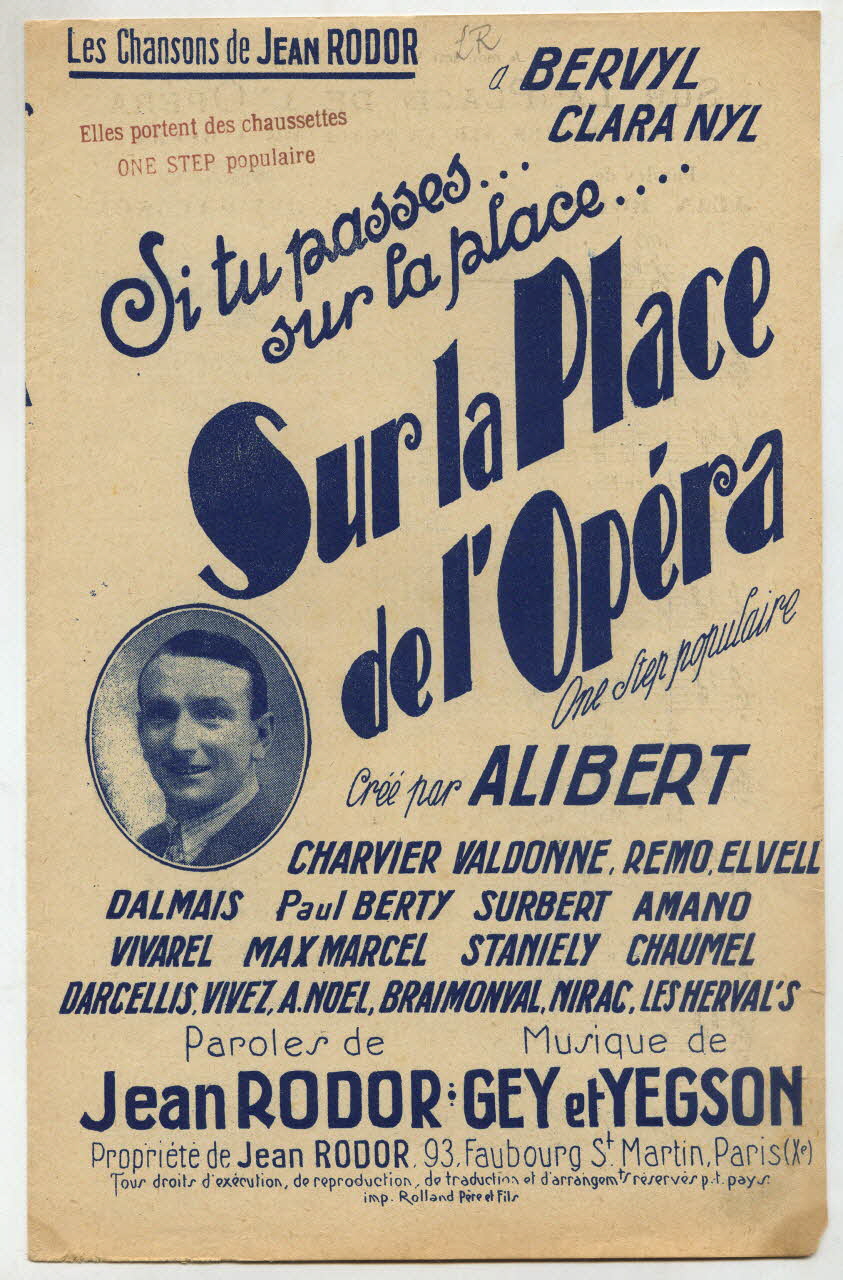 Les Chansons de JEAN RODOR
LR
à BERVYL
CLARA NYL
Elles portent des chaussettes
ONE STEP populaire
Si tu passes...
sur la place....
Sur la Place
de l'Opéra
One Step populaire
Créé par ALIBERT
CHARVIER VALDONNE, REMO, ELVELL
DALMAIS Paul BERTY SURBERT AMANO
VIVAREL MAX MARCEL STANIELY CHAUMEL
DARCELLIS, VIVEZ, A. NOEL, BRAIMONVAL, NIRAC, LES HERVAL'S
Paroles de Musique de
Jean RODOR : GEY et YEGSON
Propriété de Jean RODOR, 93, Faubourg St Martin, Paris (Xe)
Tous droits d'exécution, de reproduction, de traduction et d'arrangemts réservés p. t. pays.
imp. Rolland Père et Fils